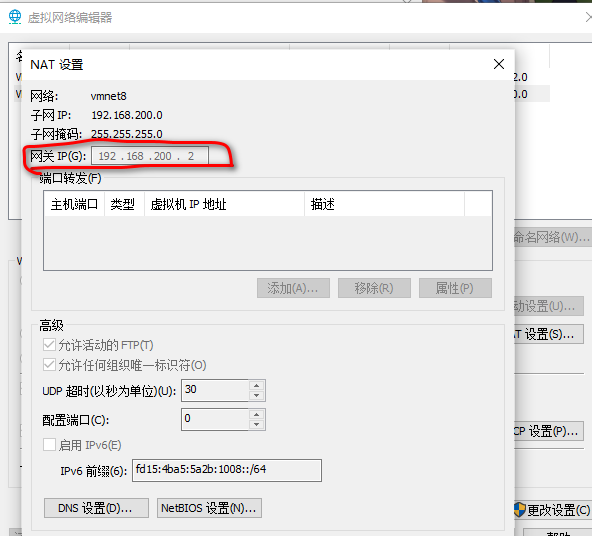 虚拟网络编辑器
NAT 设置
网络: vmnet8
子网 IP: 192.168.200.0
子网掩码: 255.255.255.0
网关 IP(G): 192 . 168 . 200 . 2
端口转发(F)
主机端口 类型 虚拟机 IP 地址 描述
添加(A)... 移除(R) 属性(P)
高级
允许活动的 FTP(T)
允许任何组织唯一标识符(O)
UDP 超时(以秒为单位)(U): 30
配置端口(C): 0
启用 IPv6(E)
IPv6 前缀(6): fd15:4ba5:5a2b:1008::/64
DNS 设置(D)... NetBIOS 设置(N)...
2.0
0.0
命名网络(W)...
动设置(U)...
AT 设置(S)...
CP 设置(P)...
更改设置(C)